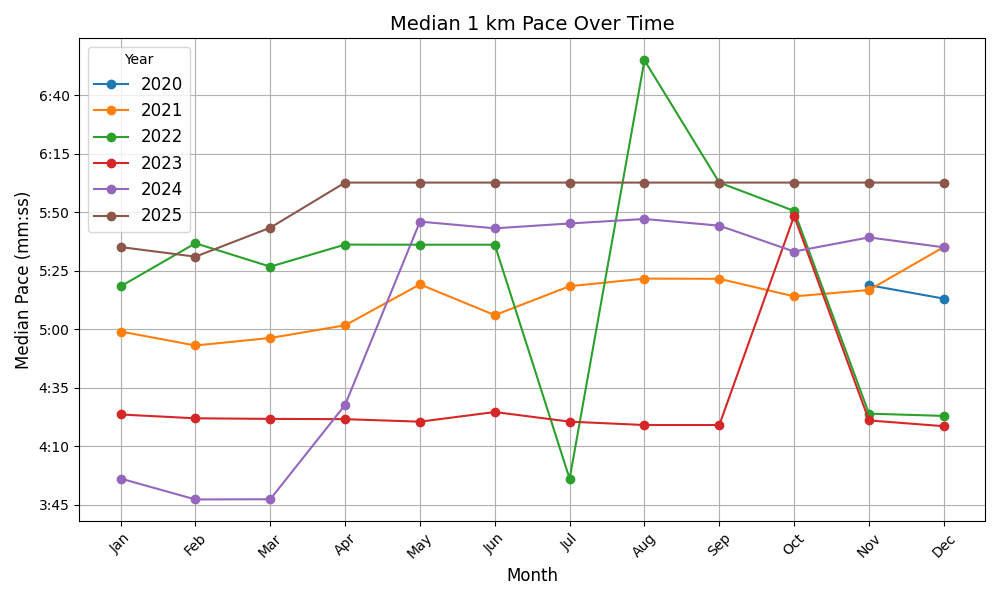 Median 1 km Pace Over Time
Year
2020
2021
2022
2023
2024
2025
Median Pace (mm:ss)
6:40
6:15
5:50
5:25
5:00
4:35
4:10
3:45
Jan
Feb
Mar
Apr
May
Jun
Jul
Aug
Sep
Oct
Nov
Dec
Month